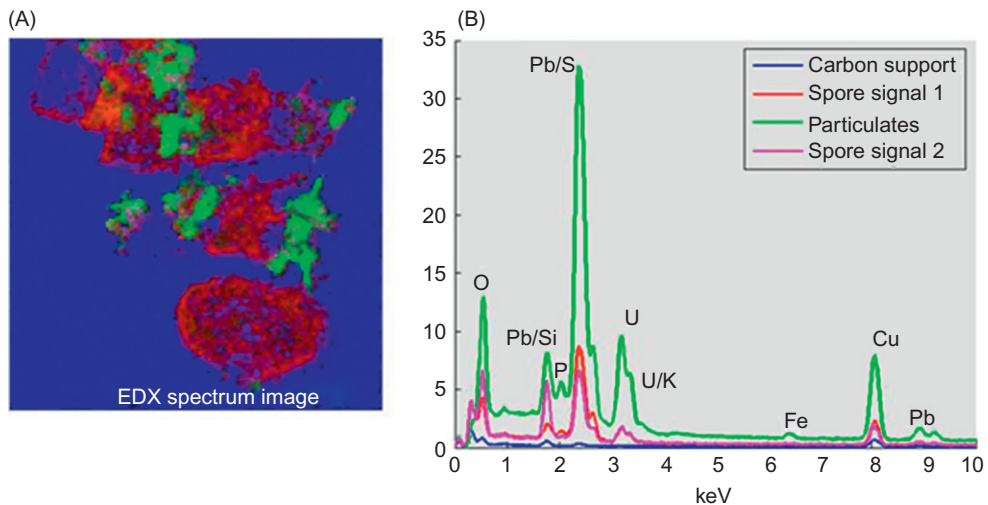 (A)
EDX spectrum image
(B)
35
30
25
20
15
10
5
0
Pb/S
O
Pb/Si
P
U
U/K
Fe
Cu
Pb
Carbon support
Spore signal 1
Particulates
Spore signal 2
0 1 2 3 4 5 6 7 8 9 10
keV